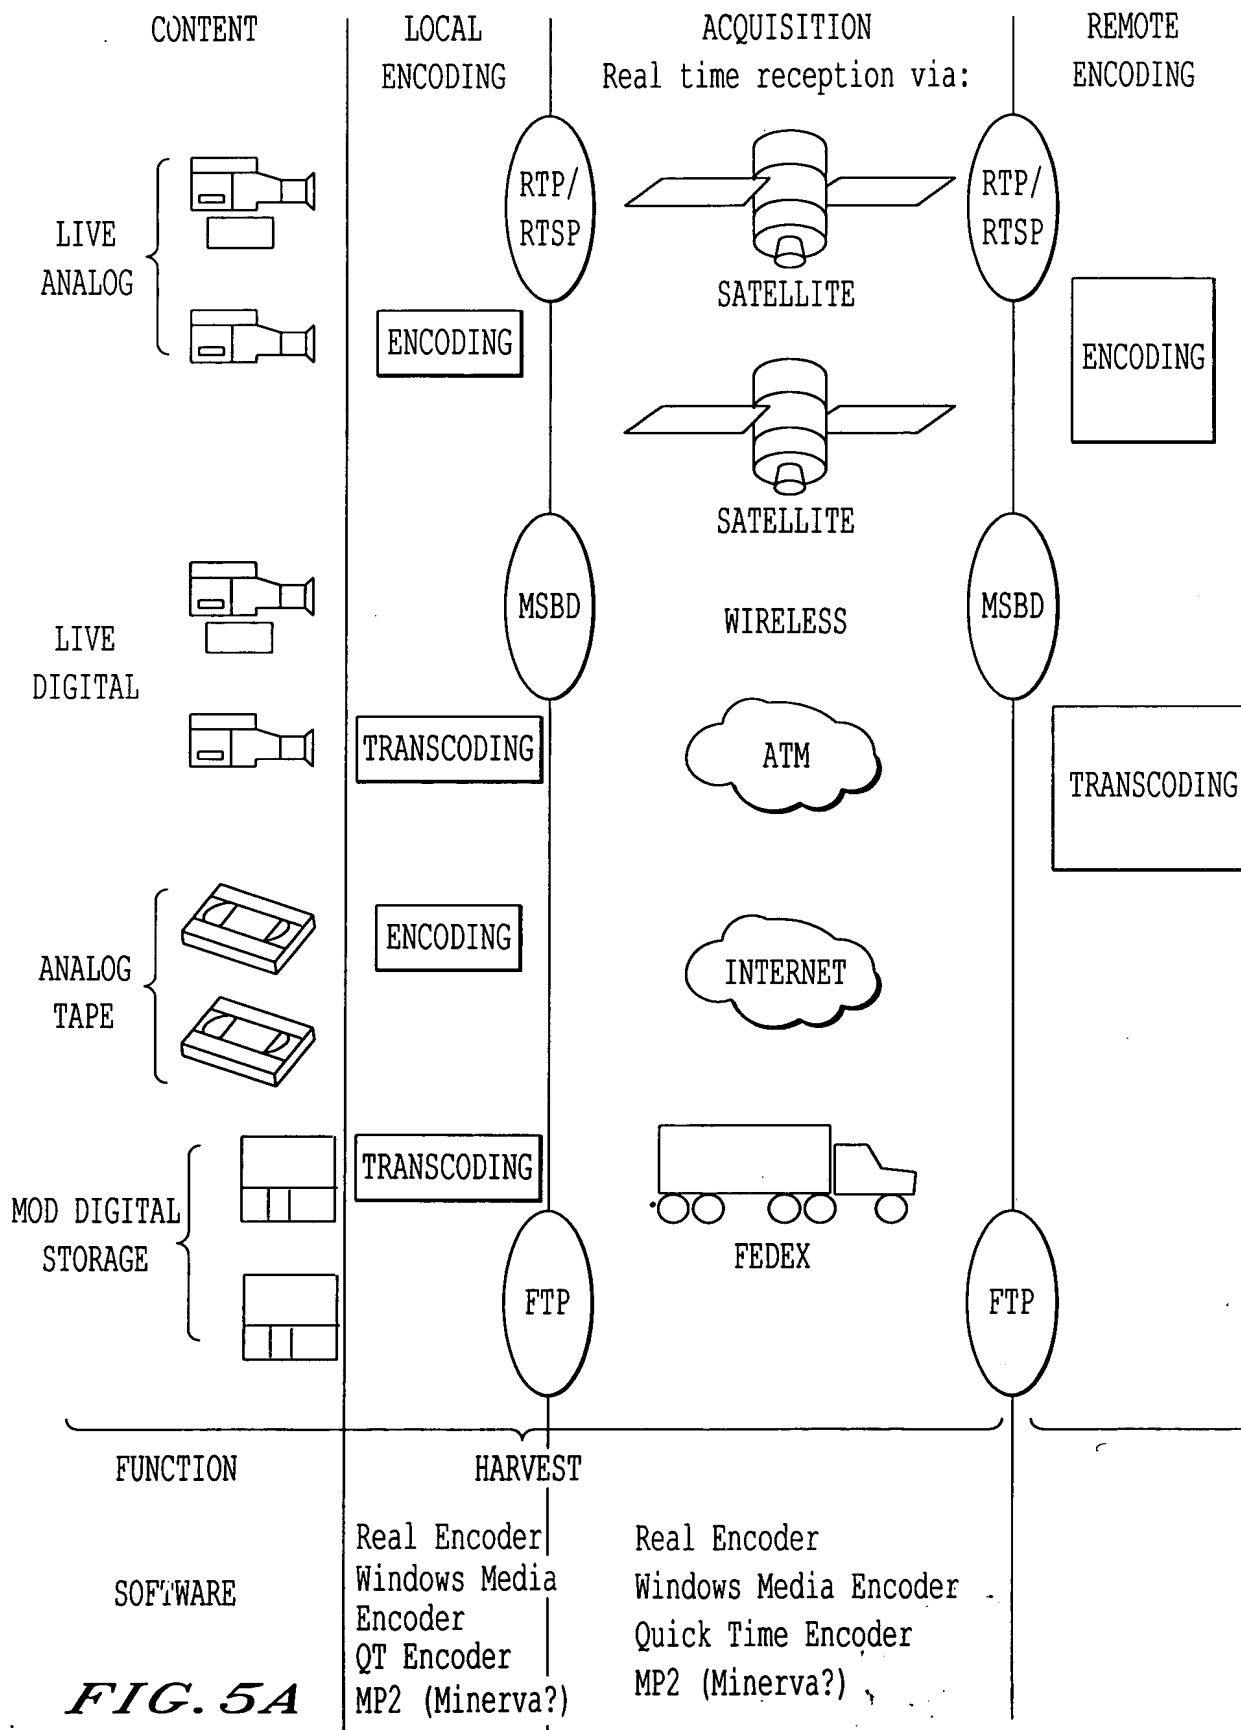 CONTENT
LOCAL
ENCODING
ACQUISITION
Real time reception via:
REMOTE
ENCODING
LIVE
ANALOG
RTP/
RTSP
SATELLITE
RTP/
RTSP
ENCODING
ENCODING
SATELLITE
LIVE
DIGITAL
MSBD
WIRELESS
MSBD
TRANSCODING
ATM
TRANSCODING
ANALOG
TAPE
ENCODING
INTERNET
MOD DIGITAL
STORAGE
TRANSCODING
FEDEX
FTP
FTP
FUNCTION
HARVEST
SOFTWARE
Real Encoder
Windows Media
Encoder
QT Encoder
MP2 (Minerva?)
Real Encoder
Windows Media Encoder
Quick Time Encoder
MP2 (Minerva?)
FIG. 5A